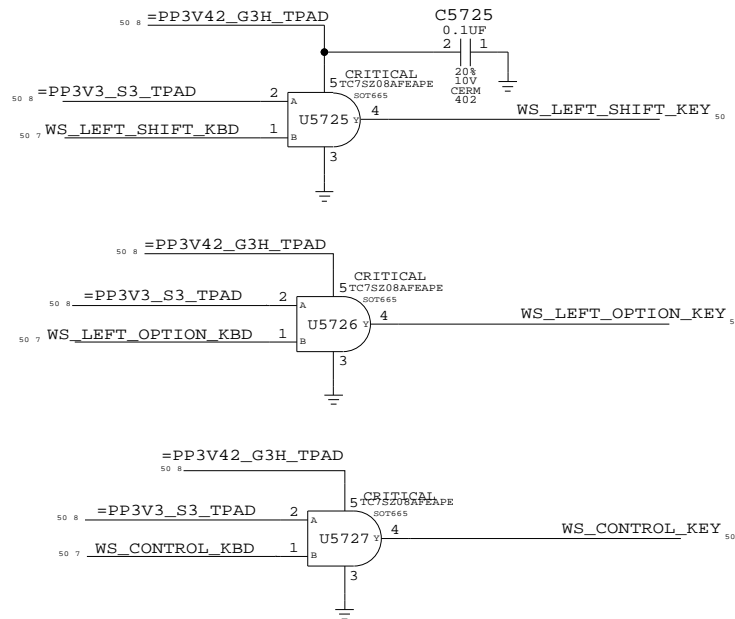 50 8 =PP3V42_G3H_TPAD
C5725
0.1UF
2 1
20%
10V
CERM
402
CRITICAL
5 TC7SZ08AFEAPE
SOT665
50 8 =PP3V3_S3_TPAD 2 A
U5725 Y 4
WS_LEFT_SHIFT_KEY 50
50 7 WS_LEFT_SHIFT_KBD 1 B
3
50 8 =PP3V42_G3H_TPAD
CRITICAL
5 TC7SZ08AFEAPE
SOT665
50 8 =PP3V3_S3_TPAD 2 A
U5726 Y 4
WS_LEFT_OPTION_KEY 5
50 7 WS_LEFT_OPTION_KBD 1 B
3
=PP3V42_G3H_TPAD
50 8
CRITICAL
5 TC7SZ08AFEAPE
SOT665
50 8 =PP3V3_S3_TPAD 2 A
U5727 Y 4
WS_CONTROL_KEY 50
50 7 WS_CONTROL_KBD 1 B
3